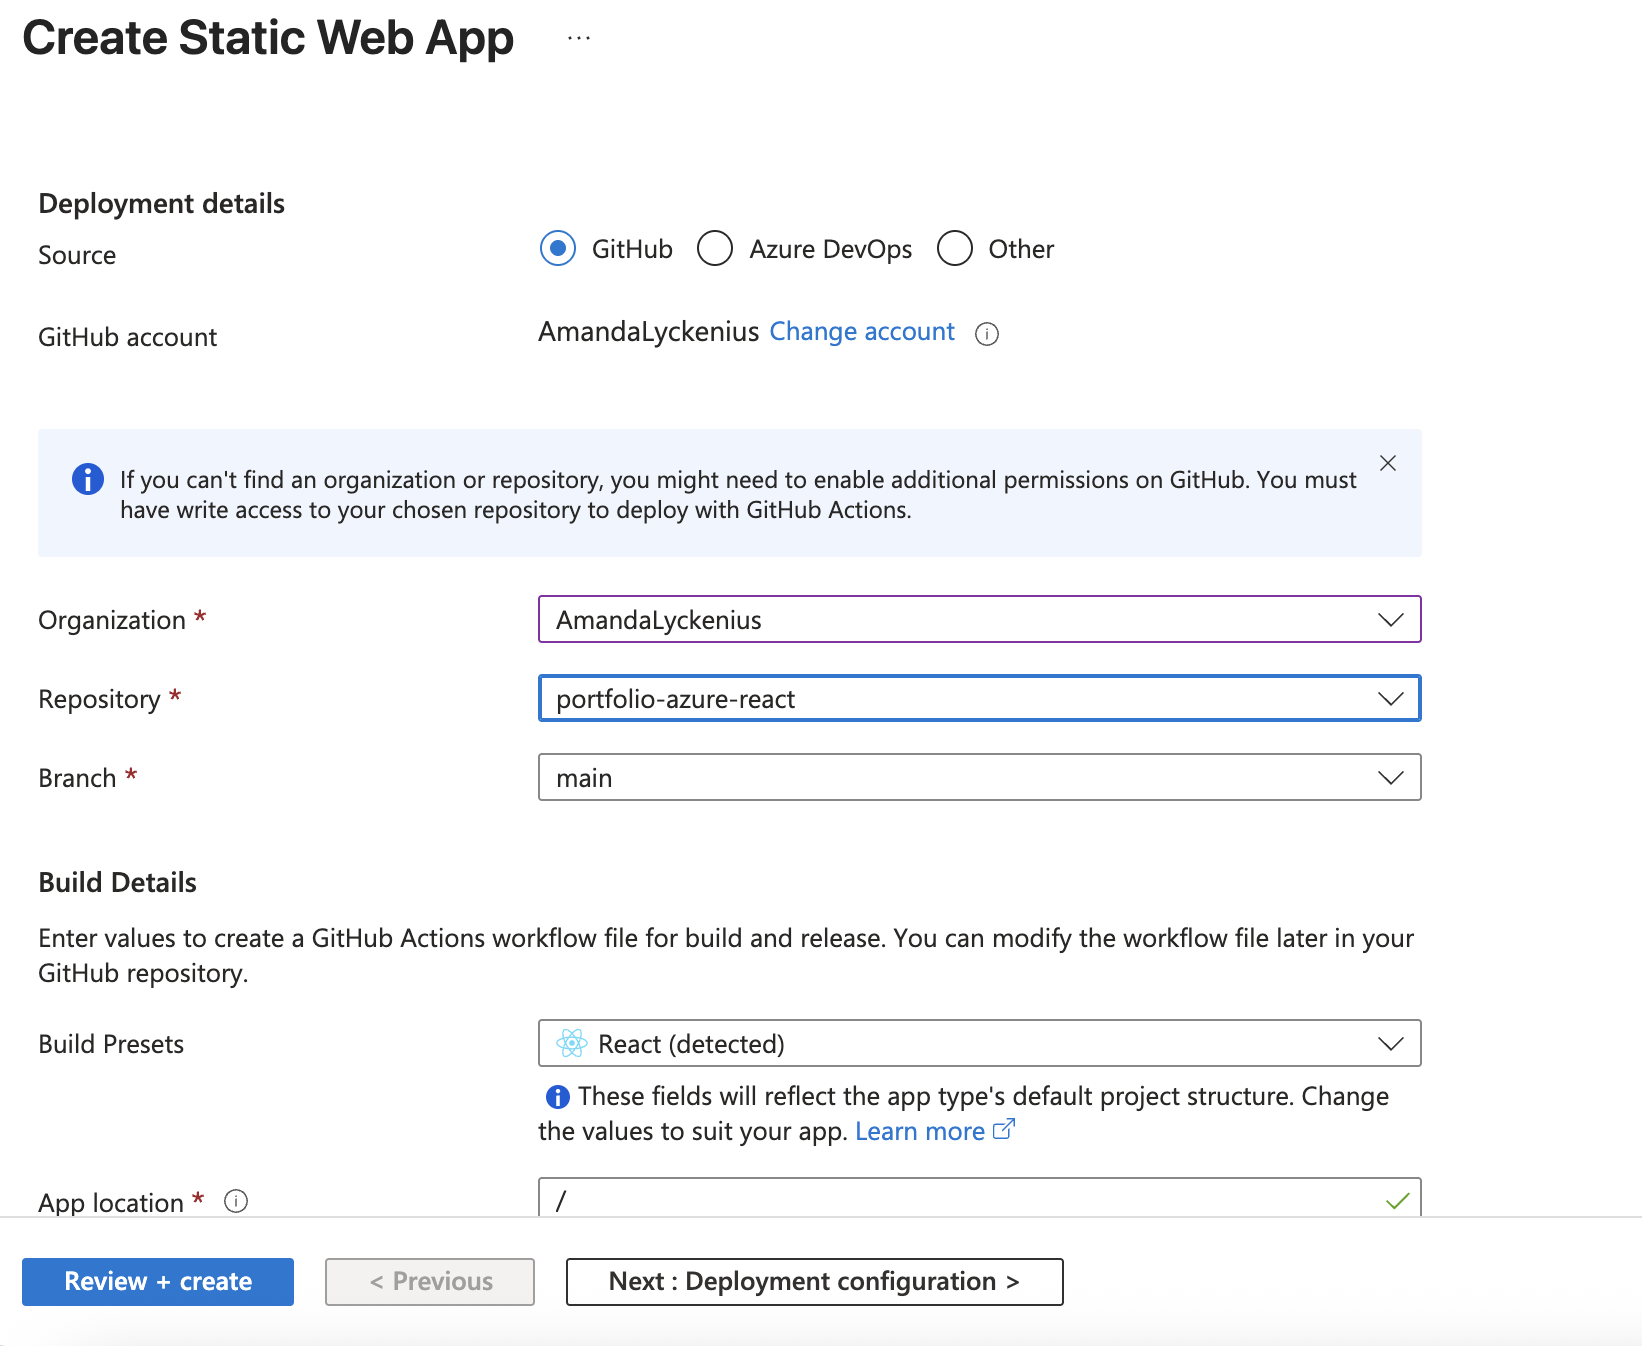 Create Static Web App ...
Deployment details
Source
GitHub Azure DevOps Other
GitHub account
AmandaLyckenius Change account
If you can't find an organization or repository, you might need to enable additional permissions on GitHub. You must
have write access to your chosen repository to deploy with GitHub Actions.
Organization *
AmandaLyckenius
Repository *
portfolio-azure-react
Branch *
main
Build Details
Enter values to create a GitHub Actions workflow file for build and release. You can modify the workflow file later in your
GitHub repository.
Build Presets
React (detected)
These fields will reflect the app type's default project structure. Change
the values to suit your app. Learn more
App location *
/
Review + create
< Previous
Next : Deployment configuration >